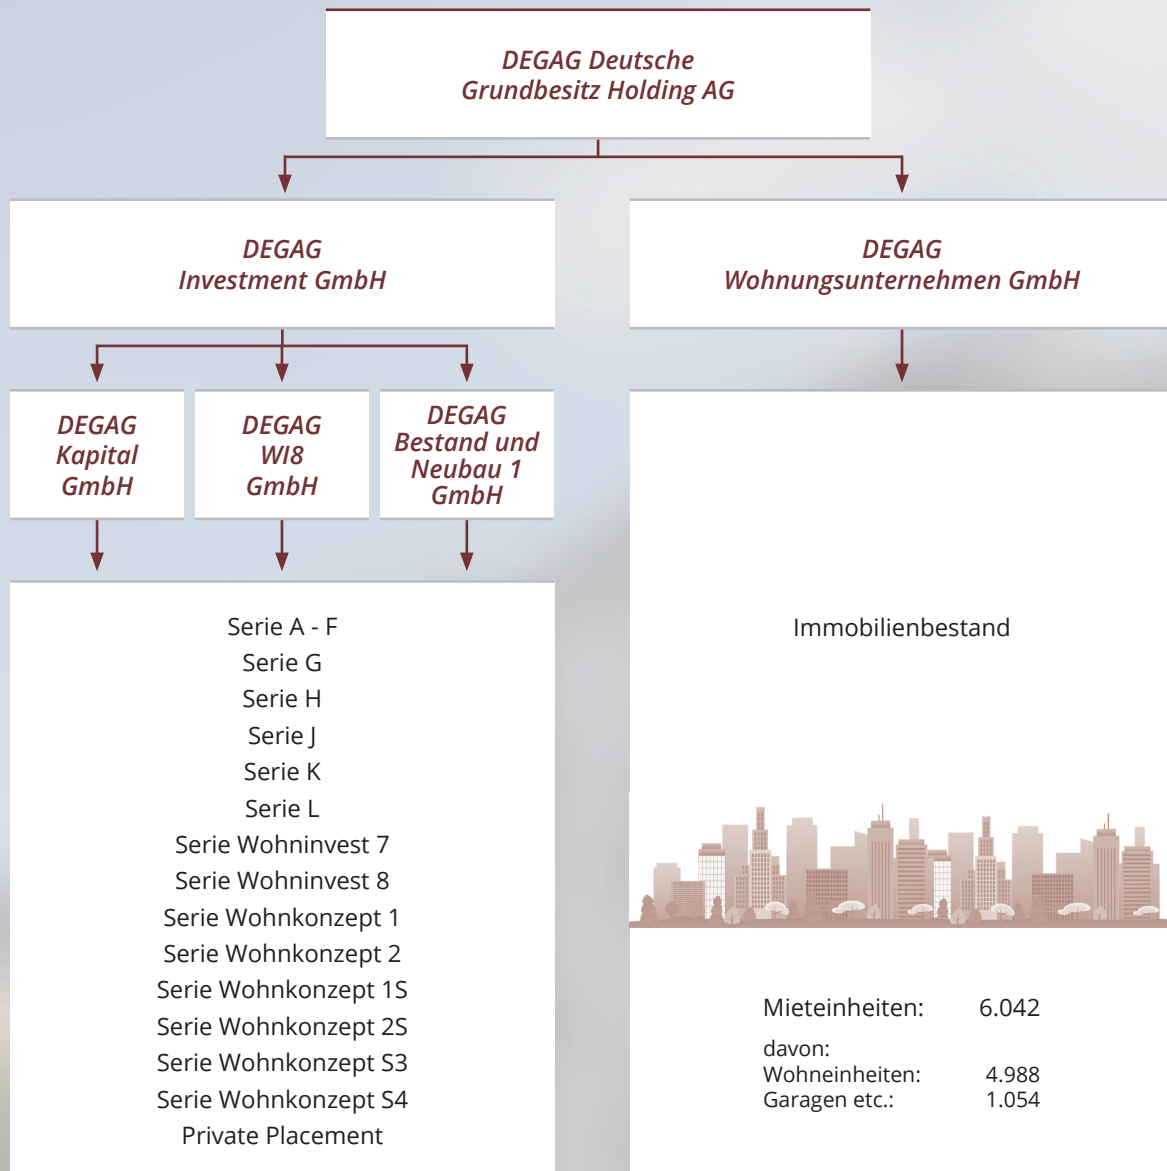 DEGAG Deutsche
Grundbesitz Holding AG
DEGAG
Investment GmbH
DEGAG
Wohnungsunternehmen GmbH
DEGAG
Kapital
GmbH
DEGAG
WI8
GmbH
DEGAG
Bestand und
Neubau 1
GmbH
Serie A - F
Serie G
Serie H
Serie J
Serie K
Serie L
Serie Wohninvest 7
Serie Wohninvest 8
Serie Wohnkonzept 1
Serie Wohnkonzept 2
Serie Wohnkonzept 1S
Serie Wohnkonzept 2S
Serie Wohnkonzept S3
Serie Wohnkonzept S4
Private Placement
Immobilienbestand
Mieteinheiten: 6.042
davon:
Wohneinheiten: 4.988
Garagen etc.: 1.054